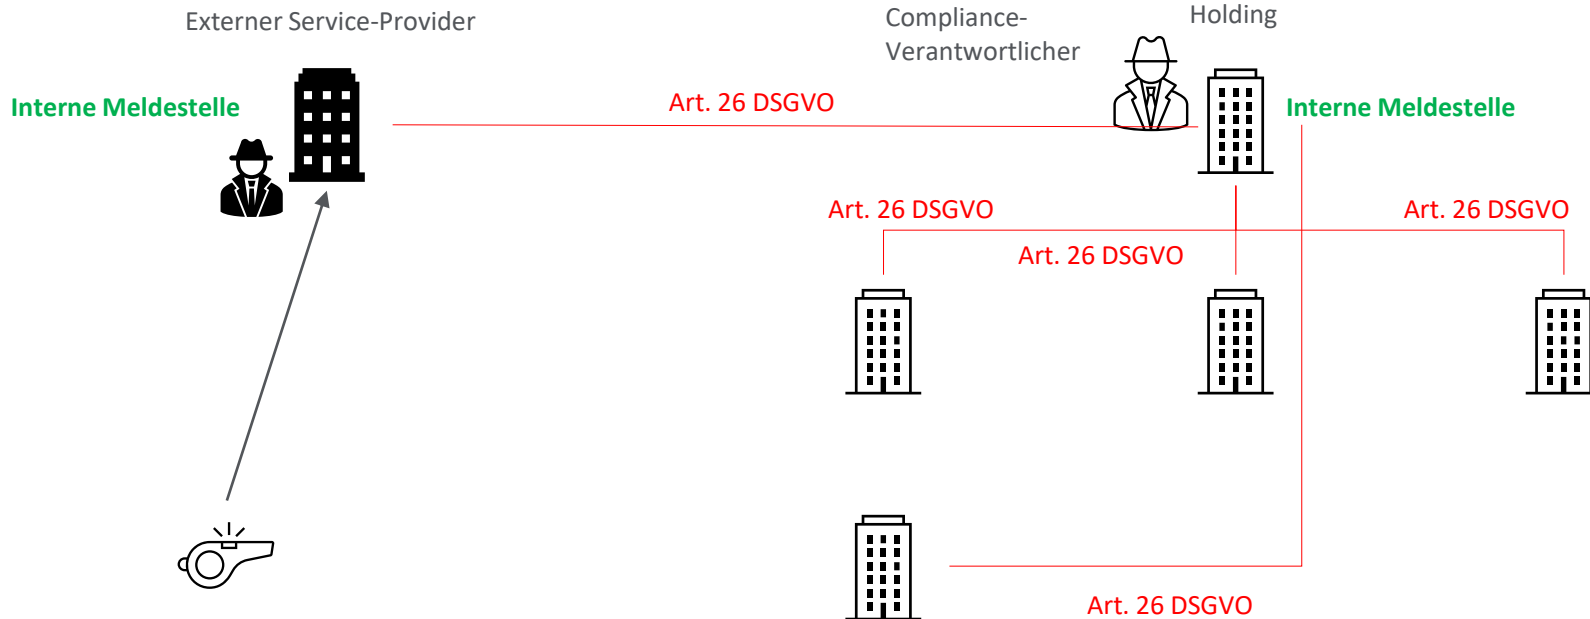 Externer Service-Provider
Compliance-
Verantwortlicher
Holding
Interne Meldestelle
Art. 26 DSGVO
Interne Meldestelle
Art. 26 DSGVO
Art. 26 DSGVO
Art. 26 DSGVO
Art. 26 DSGVO